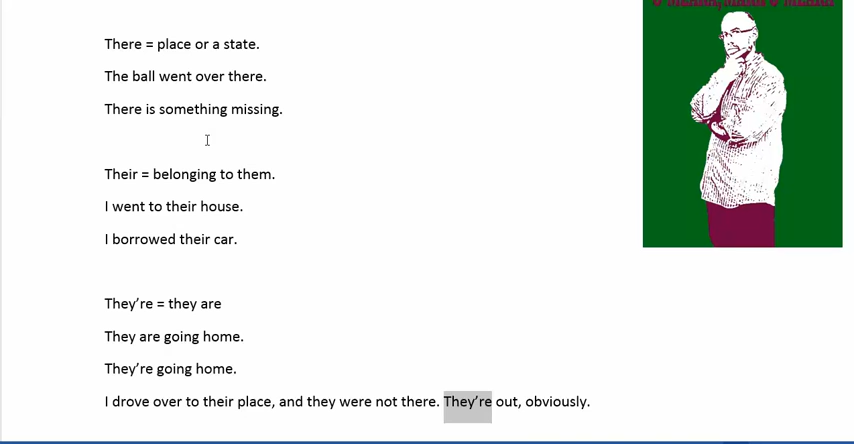 There = place or a state.
The ball went over there.
There is something missing.
Their = belonging to them.
I went to their house.
I borrowed their car.
They’re = they are
They are going home.
They’re going home.
I drove over to their place, and they were not there. They’re out, obviously.